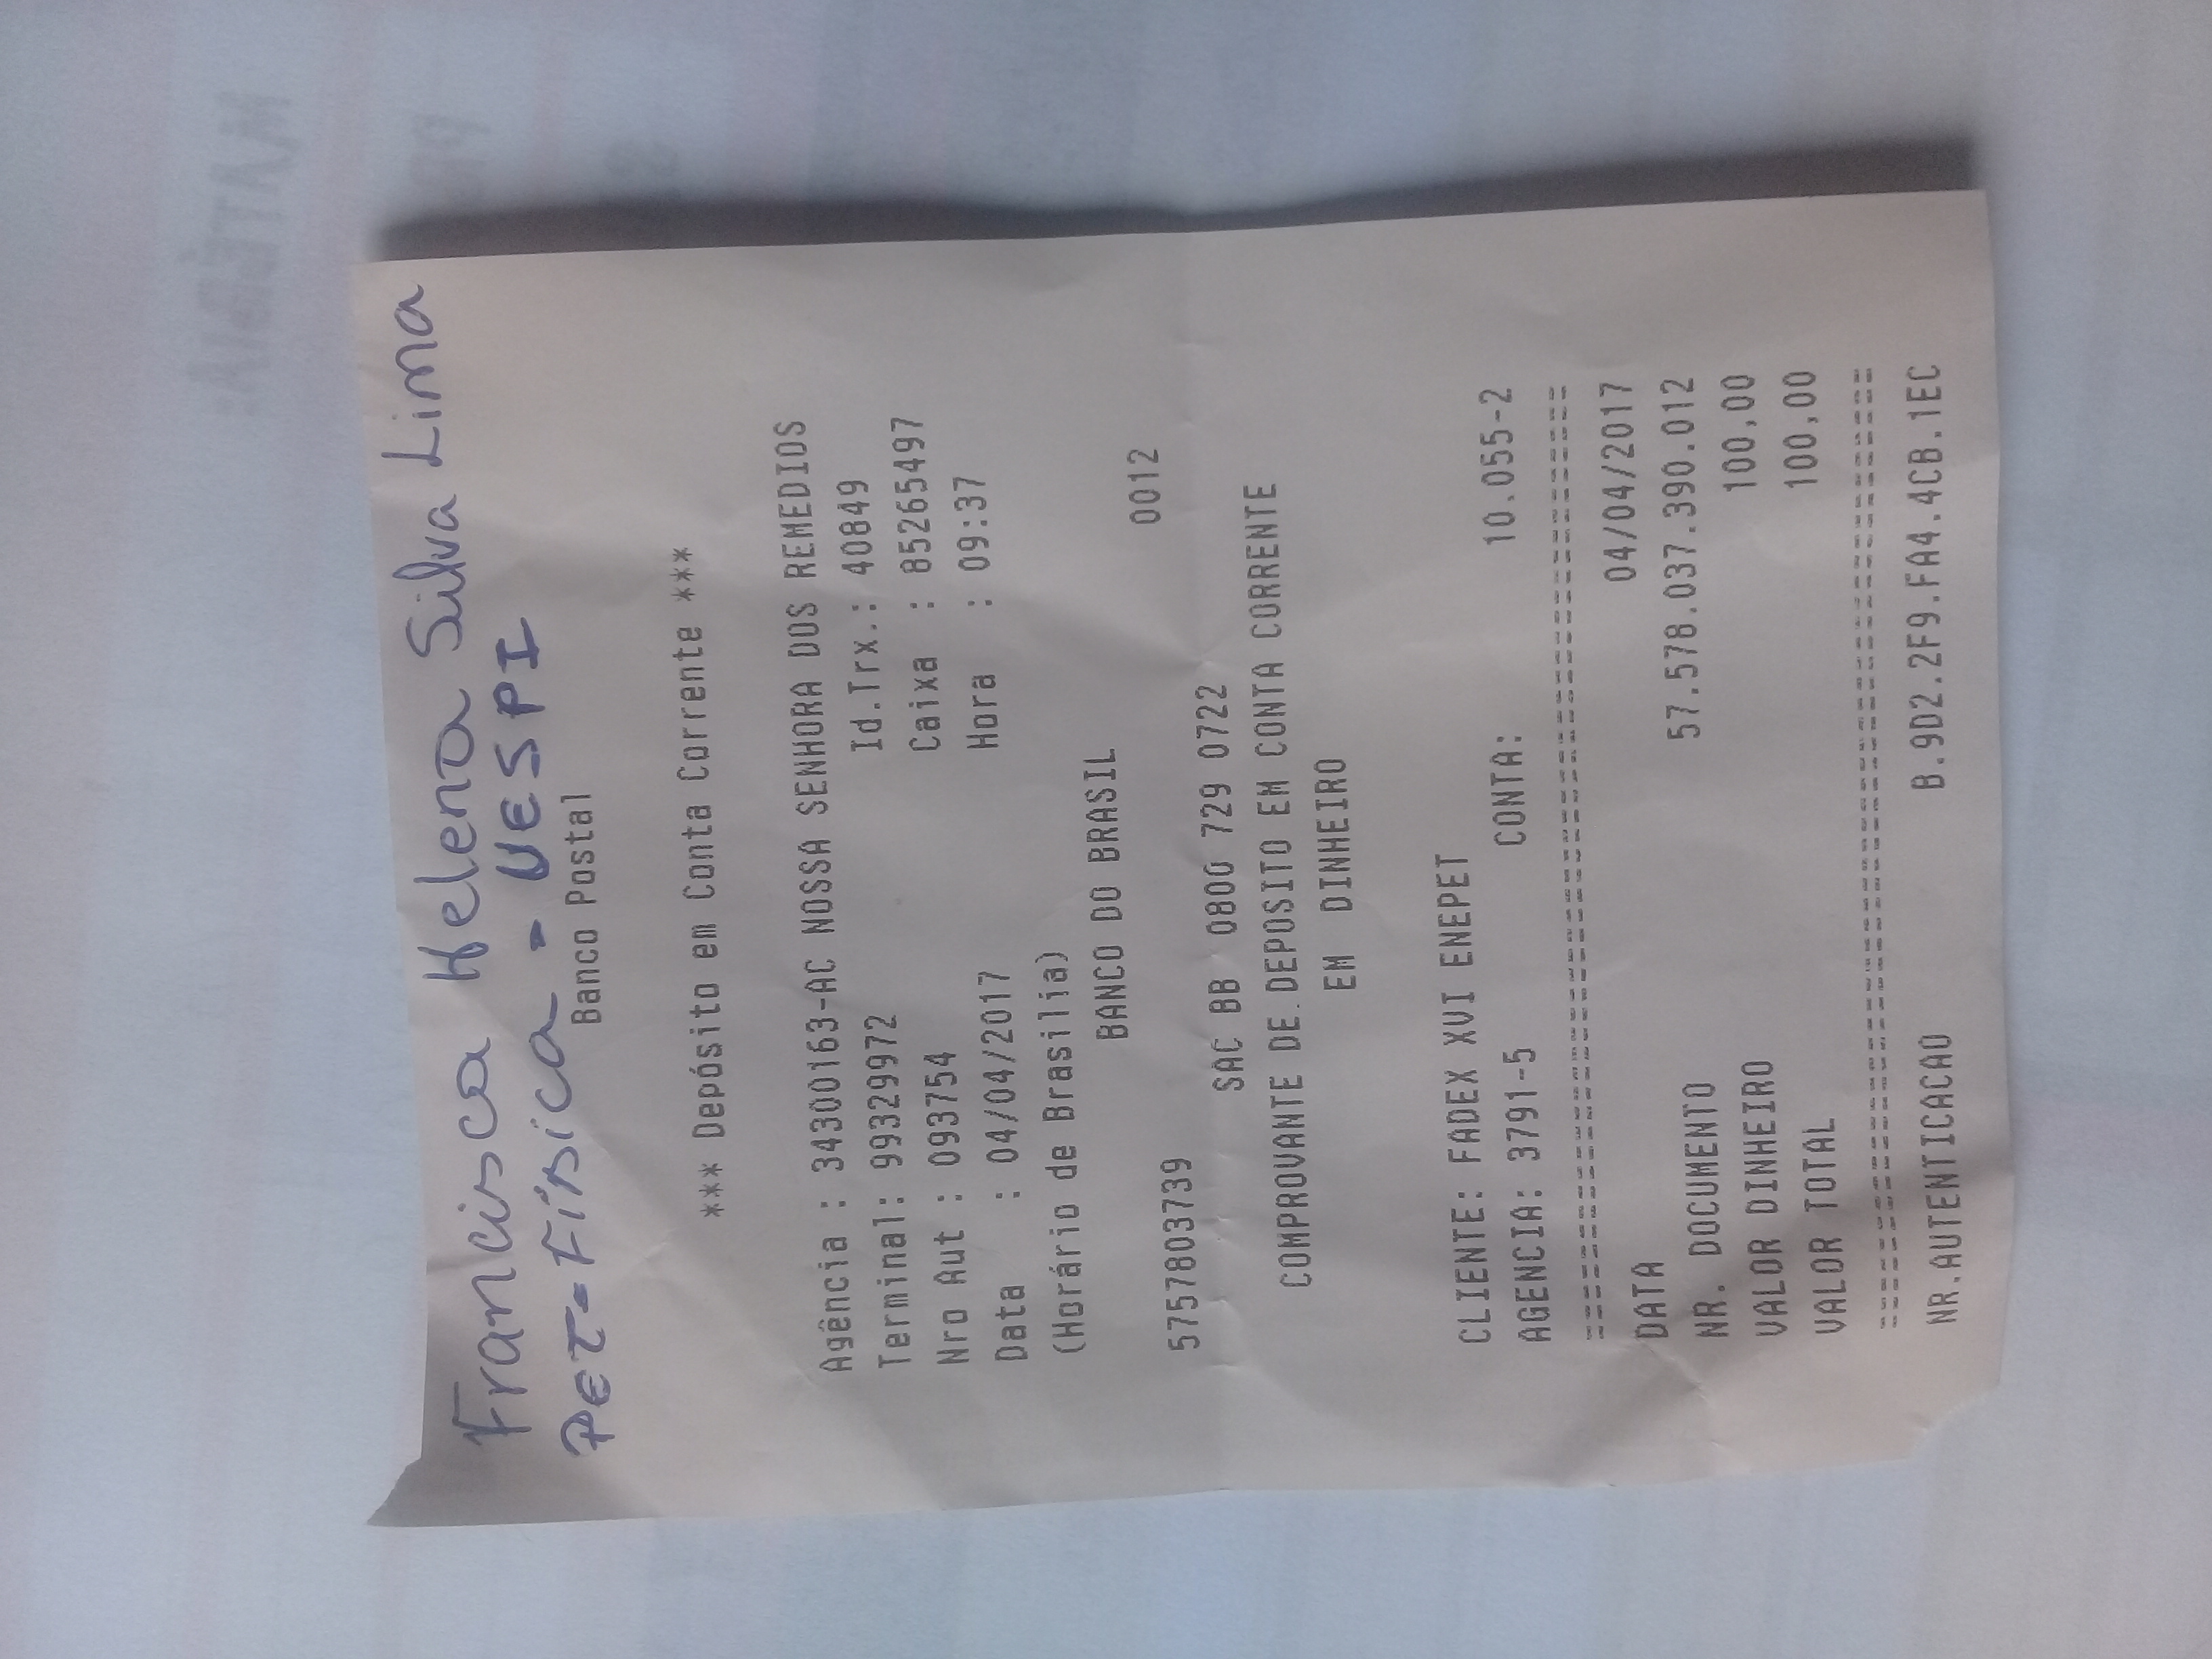 Francisca Helena Silva Lima
PET-Física - UESPI
Banco Postal
*** Depósito em Conta Corrente ***
Agência : 34300163-AC NOSSA SENHORA DOS REMEDIOS
Terminal: 99329972 Id.Trx.: 40849
Nro Aut : 093754 Caixa : 85265497
Data : 04/04/2017 Hora : 09:37
(Horário de Brasilia)
BANCO DO BRASIL
5757803739 0012
SAC BB 0800 729 0722
COMPROVANTE DE DEPOSITO EM CONTA CORRENTE
EM DINHEIRO
CLIENTE: FADEX XVI ENEPET
AGENCIA: 3791-5 CONTA: 10.055-2
================================================
DATA 04/04/2017
NR. DOCUMENTO 57.578.037.390.012
VALOR DINHEIRO 100,00
VALOR TOTAL 100,00
================================================
NR.AUTENTICACAO B.9D2.2F9.FA4.4CB.1EC